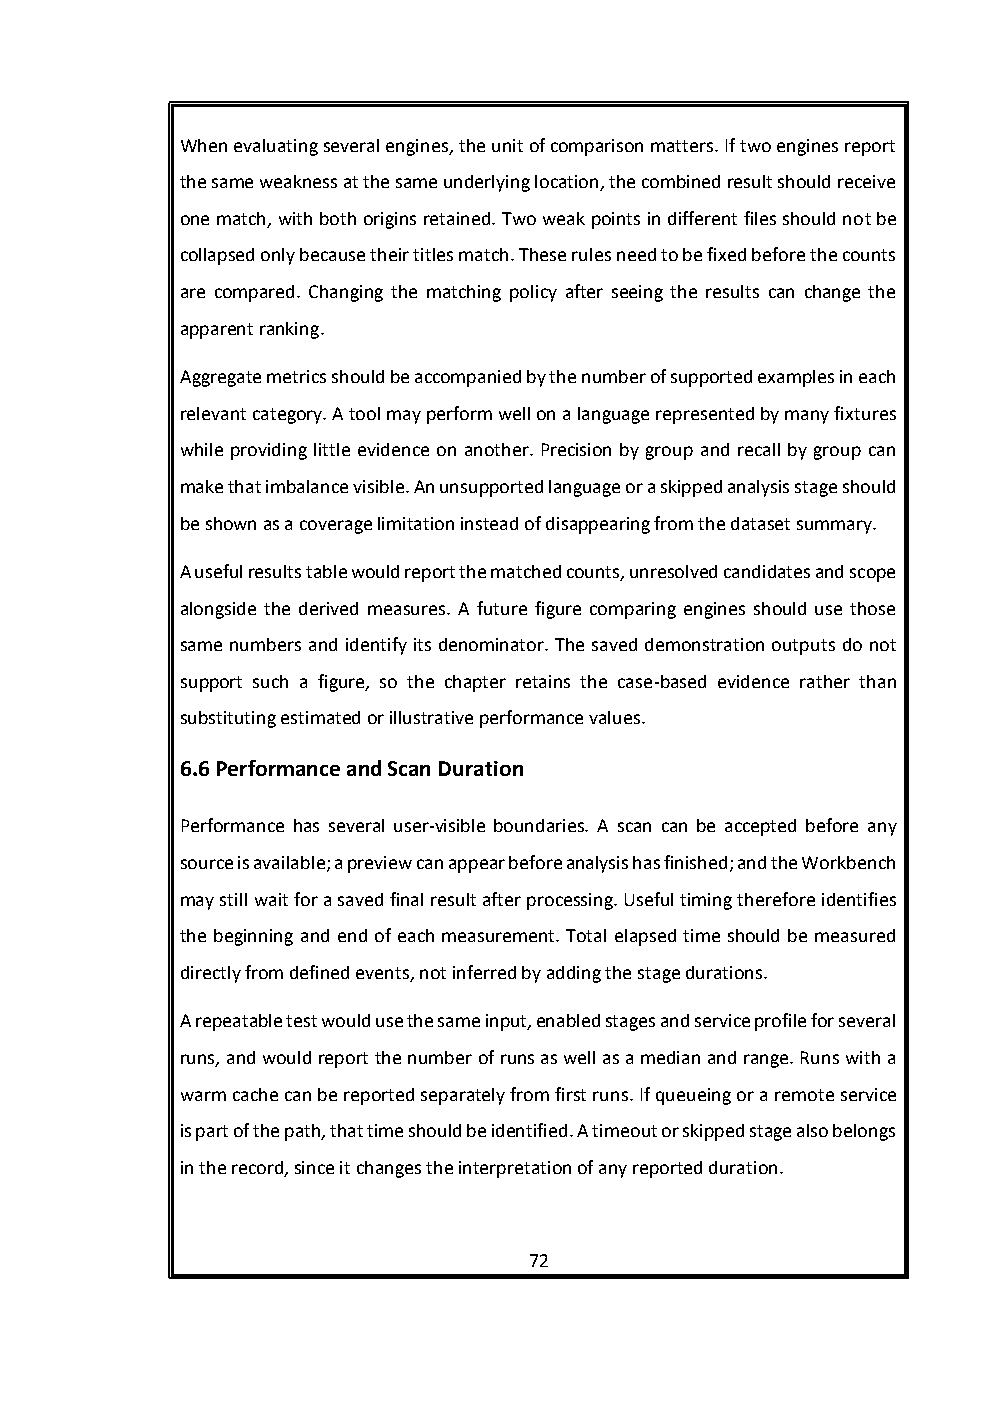 When evaluating several engines, the unit of comparison matters. If two engines report
the same weakness at the same underlying location, the combined result should receive
one match, with both origins retained. Two weak points in different files should not be
collapsed only because their titles match. These rules need to be fixed before the counts
are compared. Changing the matching policy after seeing the results can change the
apparent ranking.
Aggregate metrics should be accompanied by the number of supported examples in each
relevant category. A tool may perform well on a language represented by many fixtures
while providing little evidence on another. Precision by group and recall by group can
make that imbalance visible. An unsupported language or a skipped analysis stage should
be shown as a coverage limitation instead of disappearing from the dataset summary.
A useful results table would report the matched counts, unresolved candidates and scope
alongside the derived measures. A future figure comparing engines should use those
same numbers and identify its denominator. The saved demonstration outputs do not
support such a figure, so the chapter retains the case-based evidence rather than
substituting estimated or illustrative performance values.
6.6 Performance and Scan Duration
Performance has several user-visible boundaries. A scan can be accepted before any
source is available; a preview can appear before analysis has finished; and the Workbench
may still wait for a saved final result after processing. Useful timing therefore identifies
the beginning and end of each measurement. Total elapsed time should be measured
directly from defined events, not inferred by adding the stage durations.
A repeatable test would use the same input, enabled stages and service profile for several
runs, and would report the number of runs as well as a median and range. Runs with a
warm cache can be reported separately from first runs. If queueing or a remote service
is part of the path, that time should be identified. A timeout or skipped stage also belongs
in the record, since it changes the interpretation of any reported duration.
72